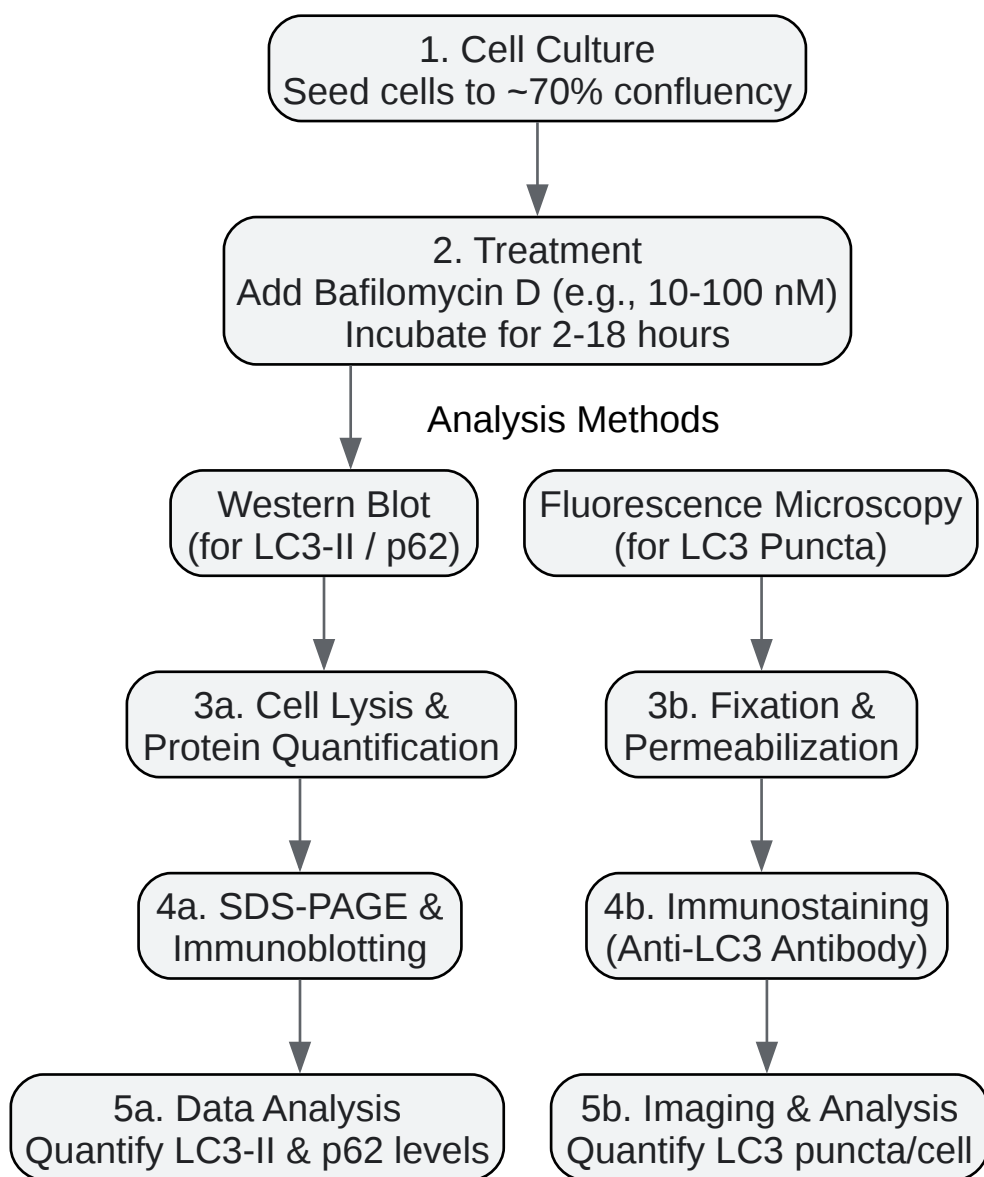 1. Cell Culture
Seed cells to ~70% confluency
2. Treatment
Add Bafilomycin D (e.g., 10-100 nM)
Incubate for 2-18 hours
Analysis Methods
Western Blot
(for LC3-II / p62)
Fluorescence Microscopy
(for LC3 Puncta)
3a. Cell Lysis &
Protein Quantification
3b. Fixation &
Permeabilization
4a. SDS-PAGE &
Immunoblotting
4b. Immunostaining
(Anti-LC3 Antibody)
5a. Data Analysis
Quantify LC3-II & p62 levels
5b. Imaging & Analysis
Quantify LC3 puncta/cell